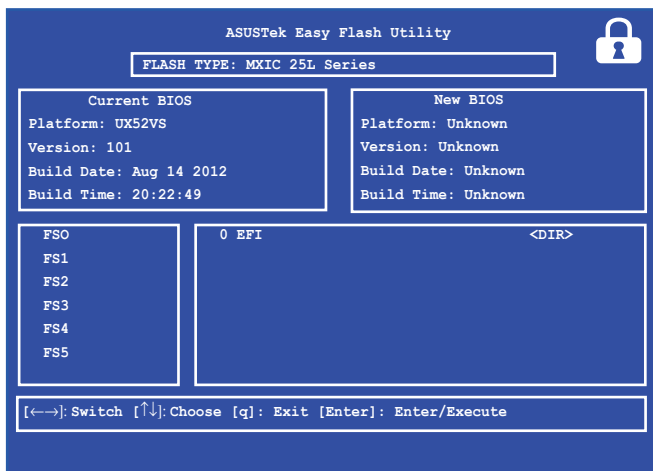 ASUSTek Easy Flash Utility
FLASH TYPE: MXIC 25L Series
Current BIOS
Platform: UX52VS
Version: 101
Build Date: Aug 14 2012
Build Time: 20:22:49
New BIOS
Platform: Unknown
Version: Unknown
Build Date: Unknown
Build Time: Unknown
FSO
FS1
FS2
FS3
FS4
FS5
0 EFI <DIR>
[←→]: Switch [↑↓]: Choose [q]: Exit [Enter]: Enter/Execute